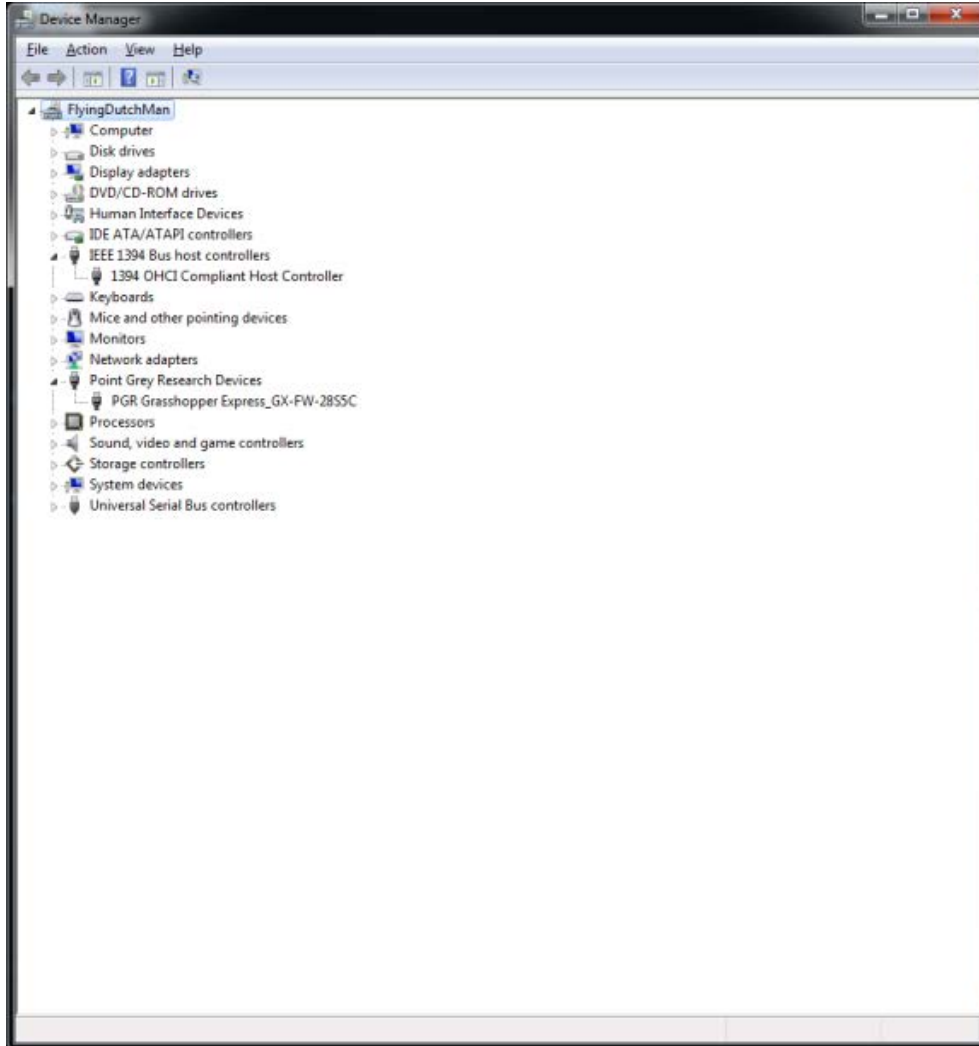 Device Manager
File Action View Help
FlyingDutchMan
Computer
Disk drives
Display adapters
DVD/CD-ROM drives
Human Interface Devices
IDE ATA/ATAPI controllers
IEEE 1394 Bus host controllers
1394 OHCI Compliant Host Controller
Keyboards
Mice and other pointing devices
Monitors
Network adapters
Point Grey Research Devices
PGR Grasshopper Express_GX-FW-28S5C
Processors
Sound, video and game controllers
Storage controllers
System devices
Universal Serial Bus controllers